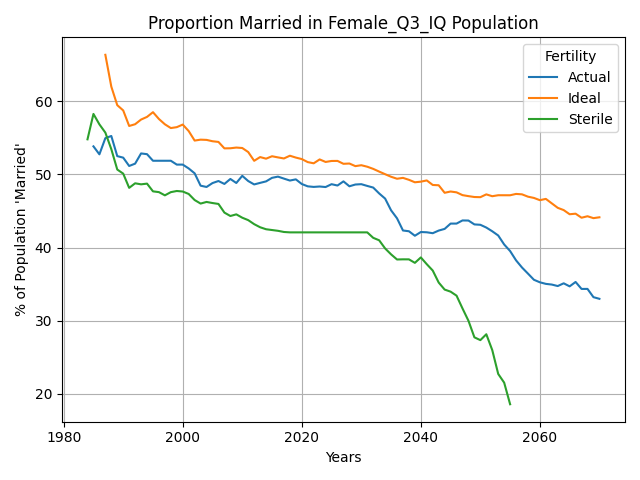 Proportion Married in Female_Q3_IQ Population
% of Population 'Married'
60
50
40
30
20
Fertility
Actual
Ideal
Sterile
1980
2000
2020
2040
2060
Years